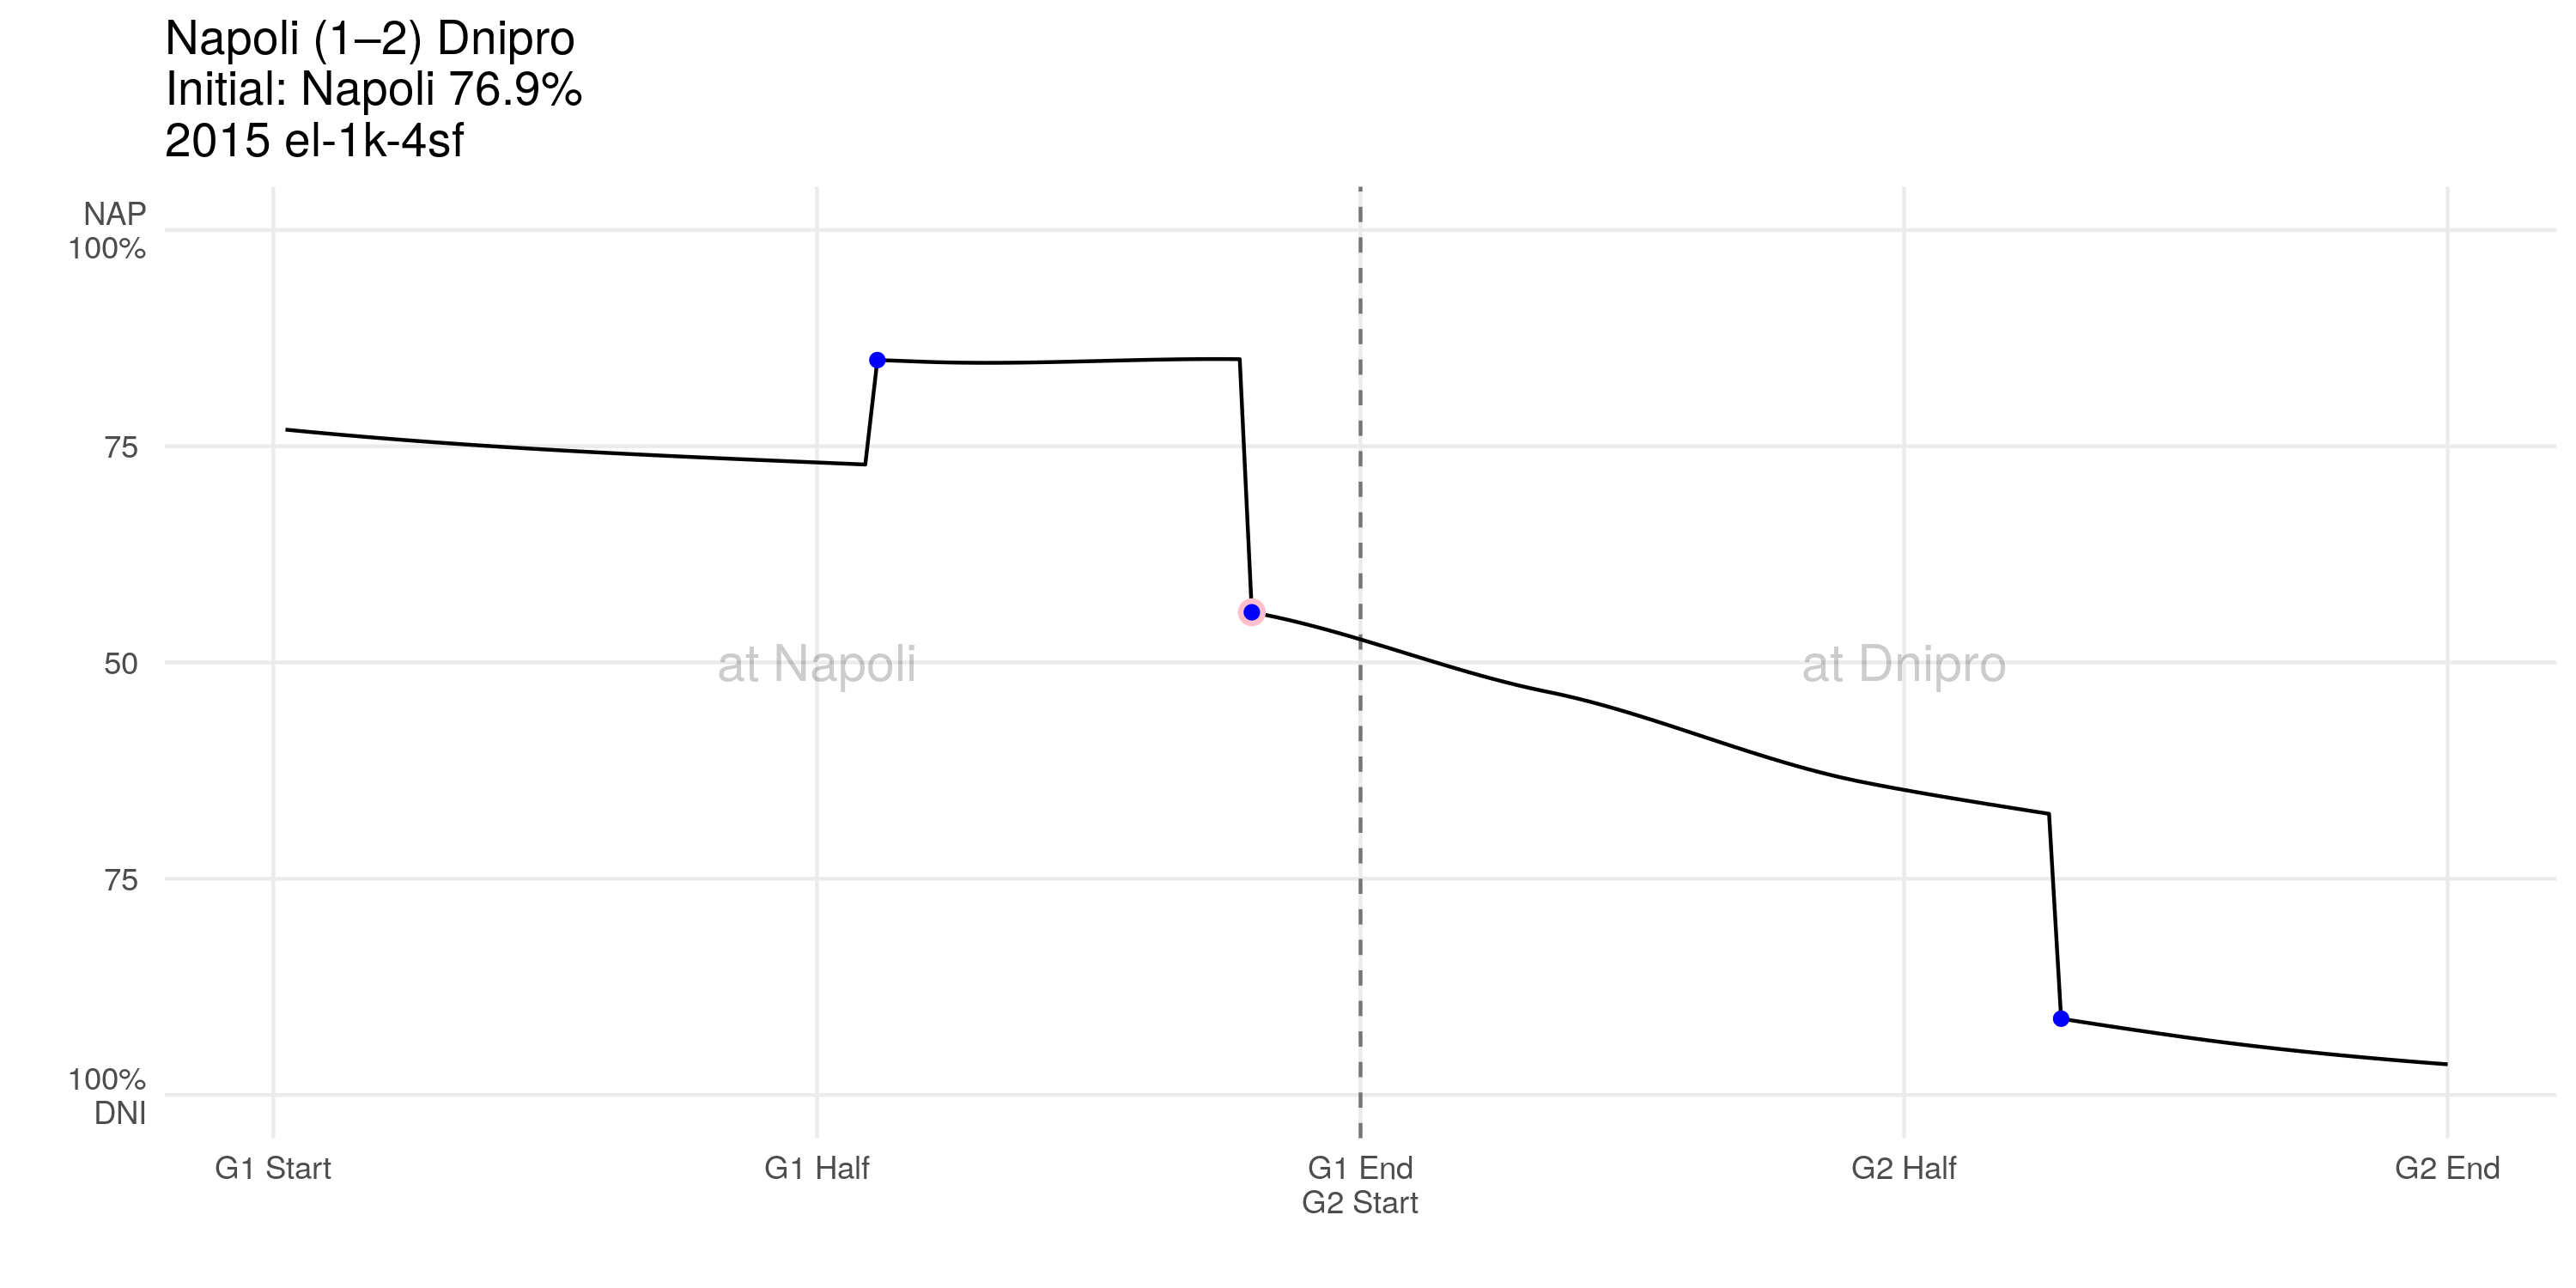 Napoli (1–2) Dnipro
Initial: Napoli 76.9%
2015 el-1k-4sf
NAP
100%
75
50
75
100%
DNI
at Napoli
at Dnipro
G1 Start
G1 Half
G1 End
G2 Start
G2 Half
G2 End